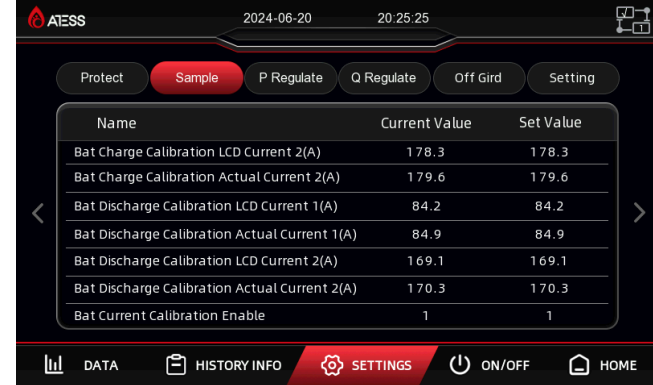 ATESS 2024-06-20 20:25:25
1
Protect Sample P Regulate Q Regulate Off Gird Setting
Name Current Value Set Value
Bat Charge Calibration LCD Current 2(A) 178.3 178.3
Bat Charge Calibration Actual Current 2(A) 179.6 179.6
Bat Discharge Calibration LCD Current 1(A) 84.2 84.2
Bat Discharge Calibration Actual Current 1(A) 84.9 84.9
Bat Discharge Calibration LCD Current 2(A) 169.1 169.1
Bat Discharge Calibration Actual Current 2(A) 170.3 170.3
Bat Current Calibration Enable 1 1
DATA HISTORY INFO SETTINGS ON/OFF HOME